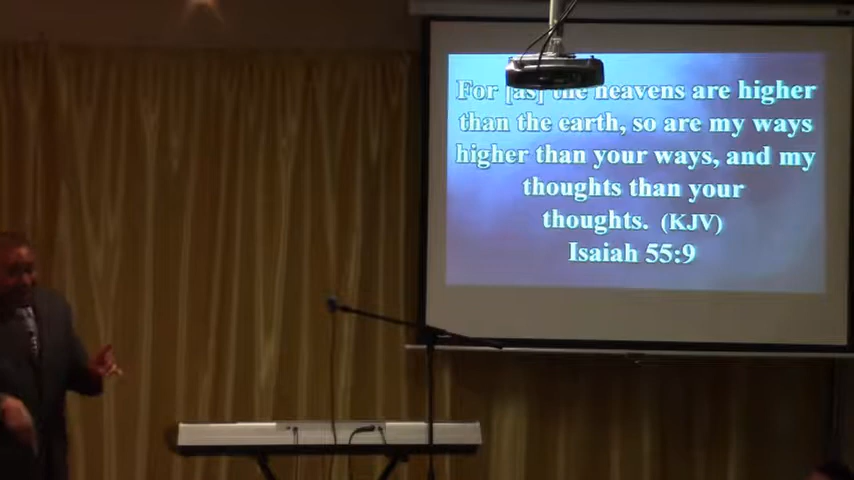 For [as] the heavens are higher
than the earth, so are my ways
higher than your ways, and my
thoughts than your
thoughts. (KJV)
Isaiah 55:9